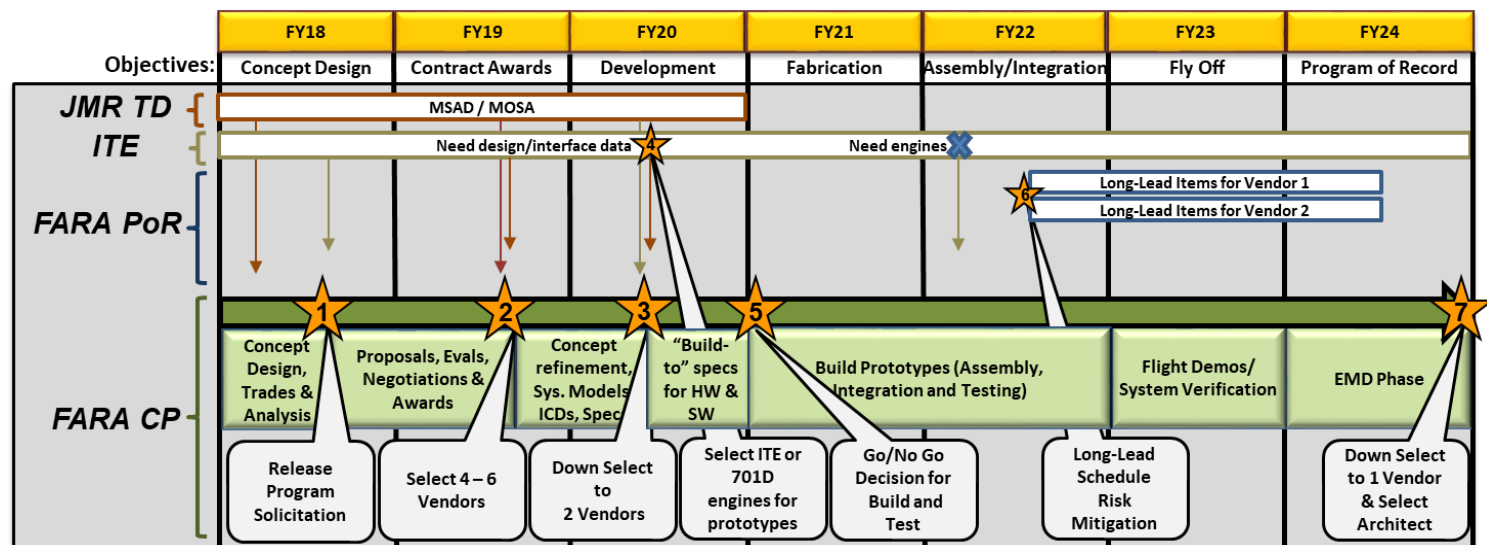 FY18
FY19
FY20
FY21
FY22
FY23
FY24
Objectives:
Concept Design
Contract Awards
Development
Fabrication
Assembly/Integration
Fly Off
Program of Record
JMR TD
MSAD / MOSA
ITE
Need design/interface data
4
Need engines
FARA PoR
6
Long-Lead Items for Vendor 1
Long-Lead Items for Vendor 2
1
2
3
5
7
FARA CP
Concept
Design,
Trades &
Analysis
Proposals, Evals,
Negotiations &
Awards
Concept
refinement,
Sys. Models
ICDs, Spec
“Build-
to” specs
for HW &
SW
Build Prototypes (Assembly,
Integration and Testing)
Flight Demos/
System Verification
EMD Phase
Release
Program
Solicitation
Select 4 – 6
Vendors
Down Select
to
2 Vendors
Select ITE or
701D
engines for
prototypes
Go/No Go
Decision for
Build and
Test
Long-Lead
Schedule
Risk
Mitigation
Down Select
to 1 Vendor
& Select
Architect